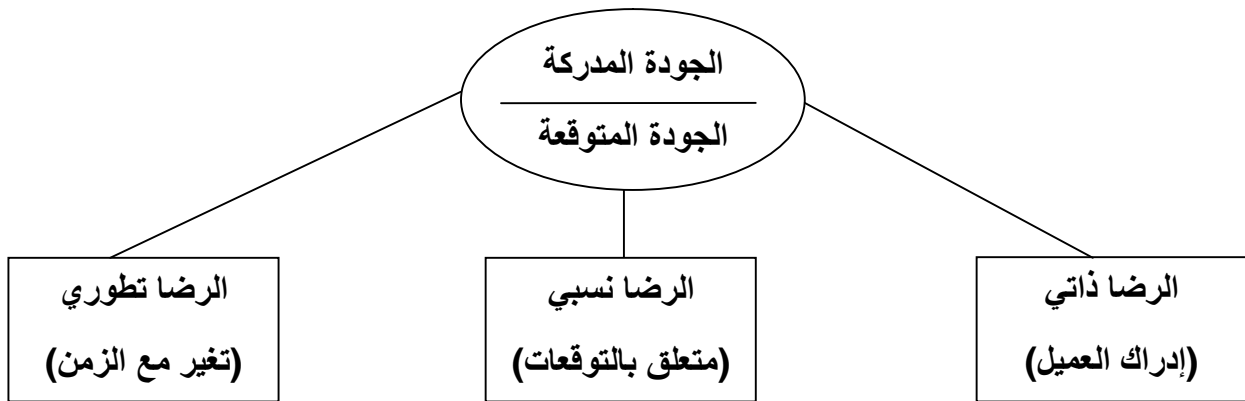 الجودة المدركة
الجودة المتوقعة
الرضا ذاتي
(إدراك العميل)
الرضا نسبي
(متعلق بالتوقعات)
الرضا تطوري
(تغير مع الزمن)